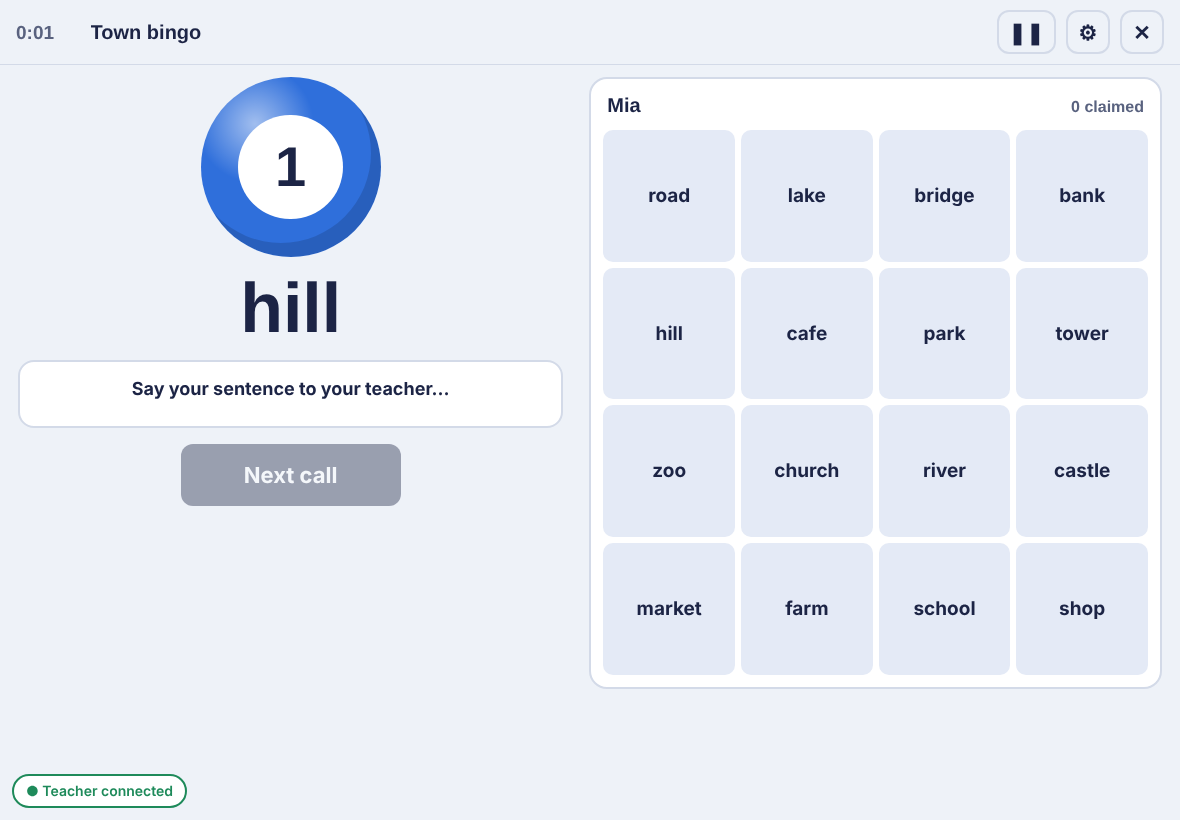 0:01 Town bingo
1
hill
Say your sentence to your teacher...
Next call
Mia 0 claimed
road lake bridge bank
hill cafe park tower
zoo church river castle
market farm school shop
Teacher connected